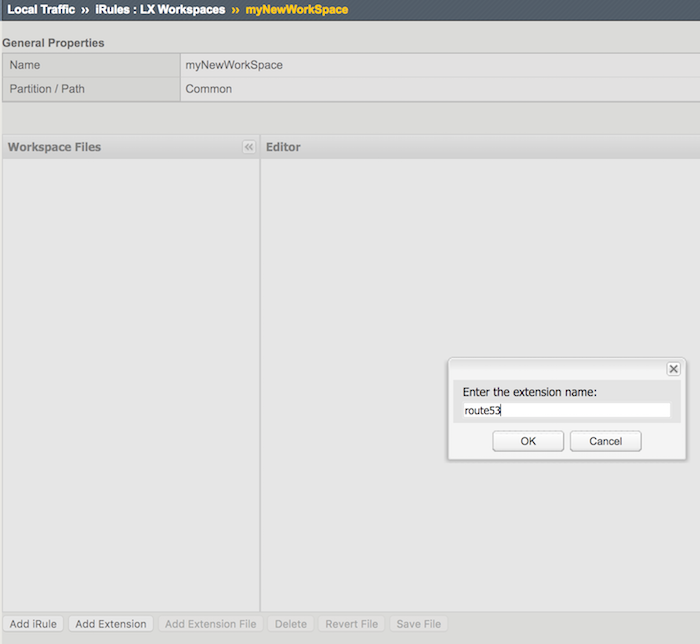 Local Traffic ›› iRules : LX Workspaces ›› myNewWorkSpace
General Properties
Name myNewWorkSpace
Partition / Path Common
Workspace Files « Editor
Enter the extension name:
route53
OK Cancel
Add iRule Add Extension Add Extension File Delete Revert File Save File